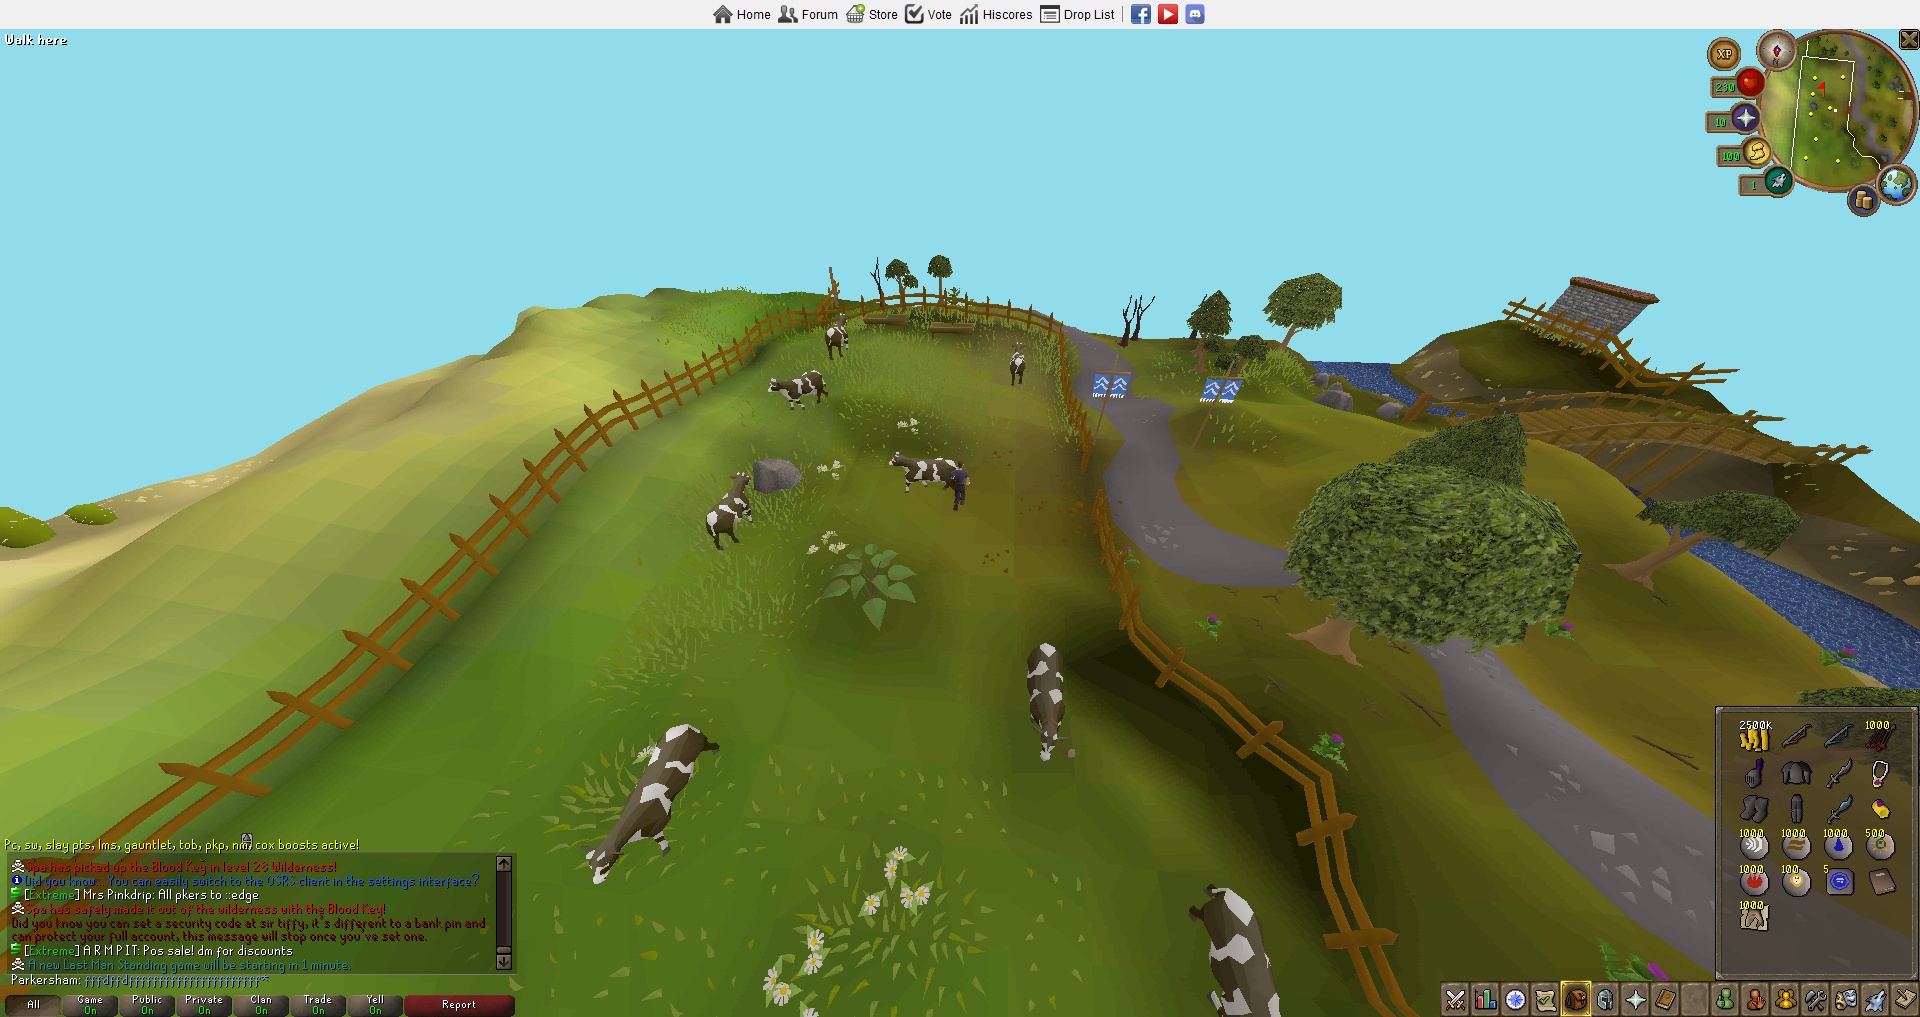 Home Forum Store Vote Hiscores Drop List
Walk here
XP
230
10
100
1
Pc, sw, slay pts, lms, gauntlet, tob, pkp, nm, cox boosts active!
Spa has picked up the Blood Key in level 28 Wilderness!
Did you know... You can easily switch to the OSRS client in the settings interface?
[Extreme] Mrs Pinkdrip: All pkers to ::edge
Spa has safely made it out of the wilderness with the Blood Key!
Did you know you can set a security code at sir tiffy, it's different to a bank pin and
can protect your full account, this message will stop once you've set one.
[Extreme] A R M P I T: Pos sale! dm for discounts
A new Last Man Standing game will be starting in 1 minute.
Parkersham:
All Game On Public On Private On Clan On Trade On Yell On Report
2500K 1000
1000 1000 1000 500
1000 100 5
1000